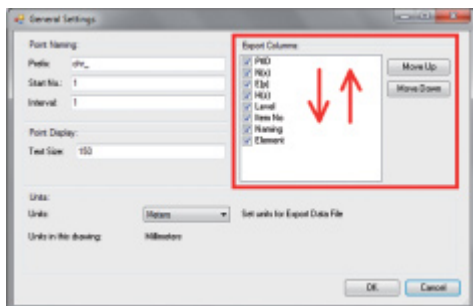 General Settings
Point Naming:
Prefix: chr_
Start No.: 1
Interval: 1
Point Display:
Text Size: 150
Export Columns:
PtID
N(x)
E(y)
H(z)
Level
Item No
Naming
Element
Move Up
Move Down
Units:
Units: Meters Set units for Export Data File
Units in this drawing: Millimeters
OK Cancel